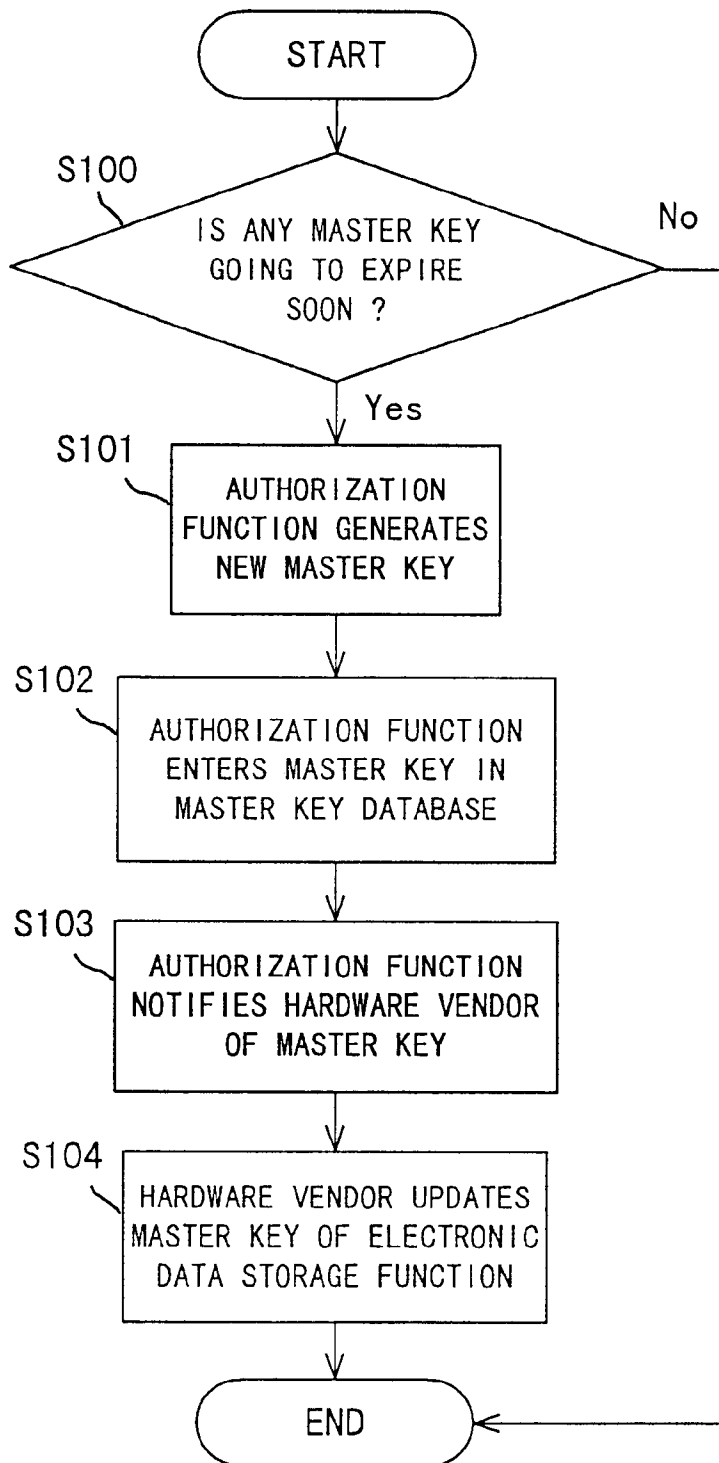 START
S100
IS ANY MASTER KEY
GOING TO EXPIRE
SOON ?
No
Yes
S101
AUTHORIZATION
FUNCTION GENERATES
NEW MASTER KEY
S102
AUTHORIZATION FUNCTION
ENTERS MASTER KEY IN
MASTER KEY DATABASE
S103
AUTHORIZATION FUNCTION
NOTIFIES HARDWARE VENDOR
OF MASTER KEY
S104
HARDWARE VENDOR UPDATES
MASTER KEY OF ELECTRONIC
DATA STORAGE FUNCTION
END